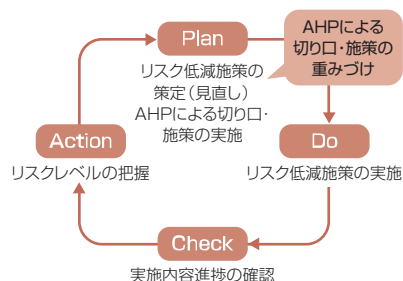 Plan
AHPによる
切り口・施策の
重みづけ
リスク低減施策の
策定(見直し)
AHPによる切り口・
施策の実施
Action
リスクレベルの把握
Do
リスク低減施策の実施
Check
実施内容進捗の確認